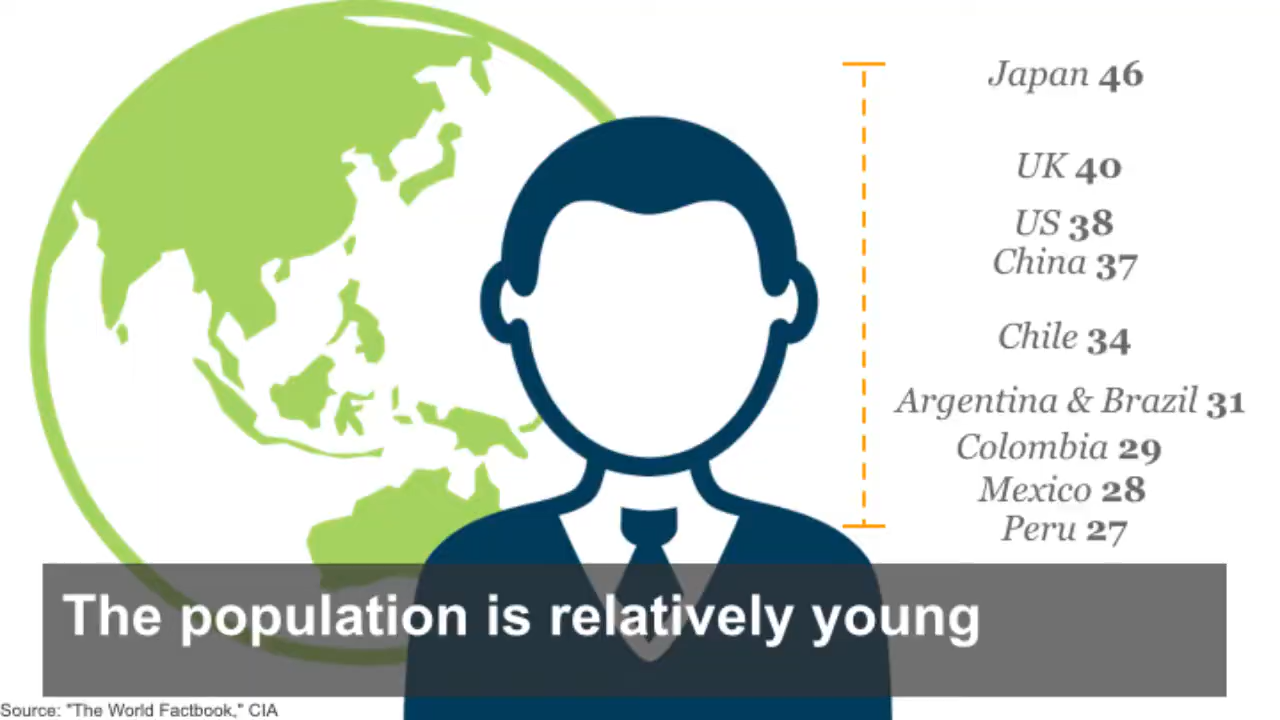 Japan 46
UK 40
US 38
China 37
Chile 34
Argentina & Brazil 31
Colombia 29
Mexico 28
Peru 27
The population is relatively young
Source: "The World Factbook," CIA